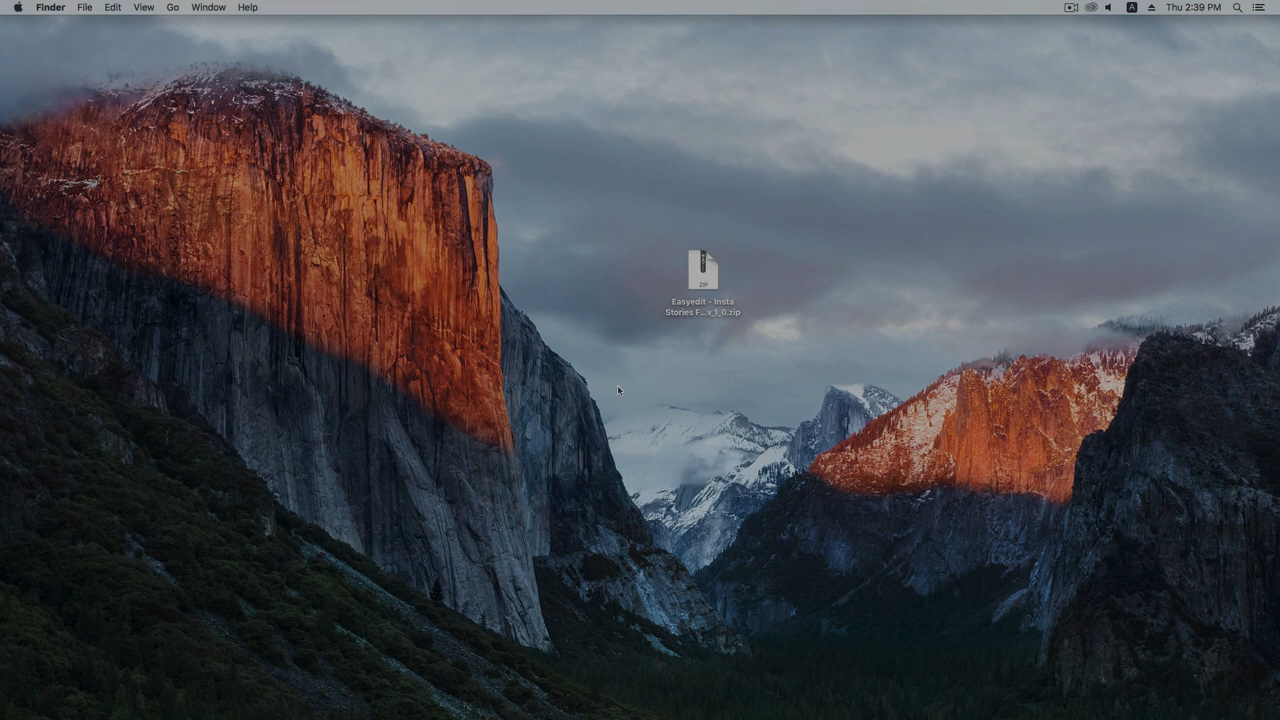 Finder File Edit View Go Window Help A Thu 2:39 PM
ZIP
Easyedit - Insta
Stories F...v_1_0.zip